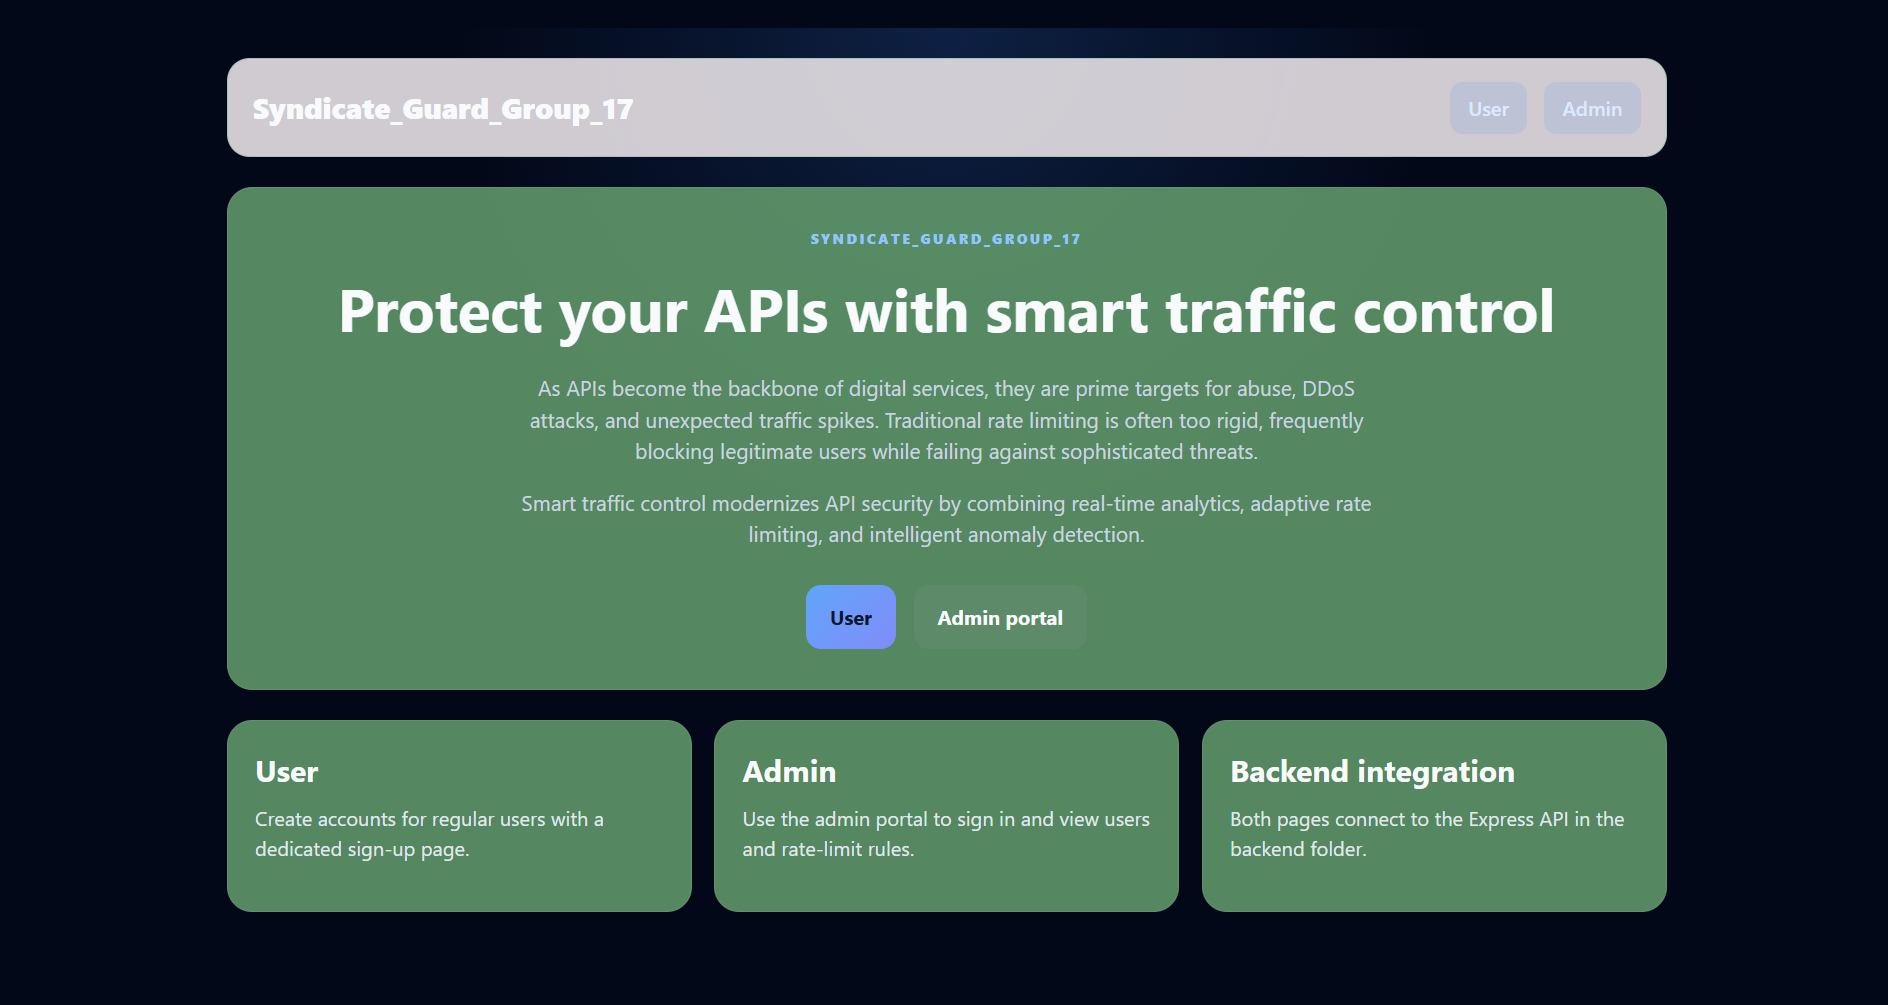 Syndicate_Guard_Group_17
User
Admin
SYNDICATE_GUARD_GROUP_17
Protect your APIs with smart traffic control
As APIs become the backbone of digital services, they are prime targets for abuse, DDoS
attacks, and unexpected traffic spikes. Traditional rate limiting is often too rigid, frequently
blocking legitimate users while failing against sophisticated threats.
Smart traffic control modernizes API security by combining real-time analytics, adaptive rate
limiting, and intelligent anomaly detection.
User
Admin portal
User
Create accounts for regular users with a
dedicated sign-up page.
Admin
Use the admin portal to sign in and view users
and rate-limit rules.
Backend integration
Both pages connect to the Express API in the
backend folder.